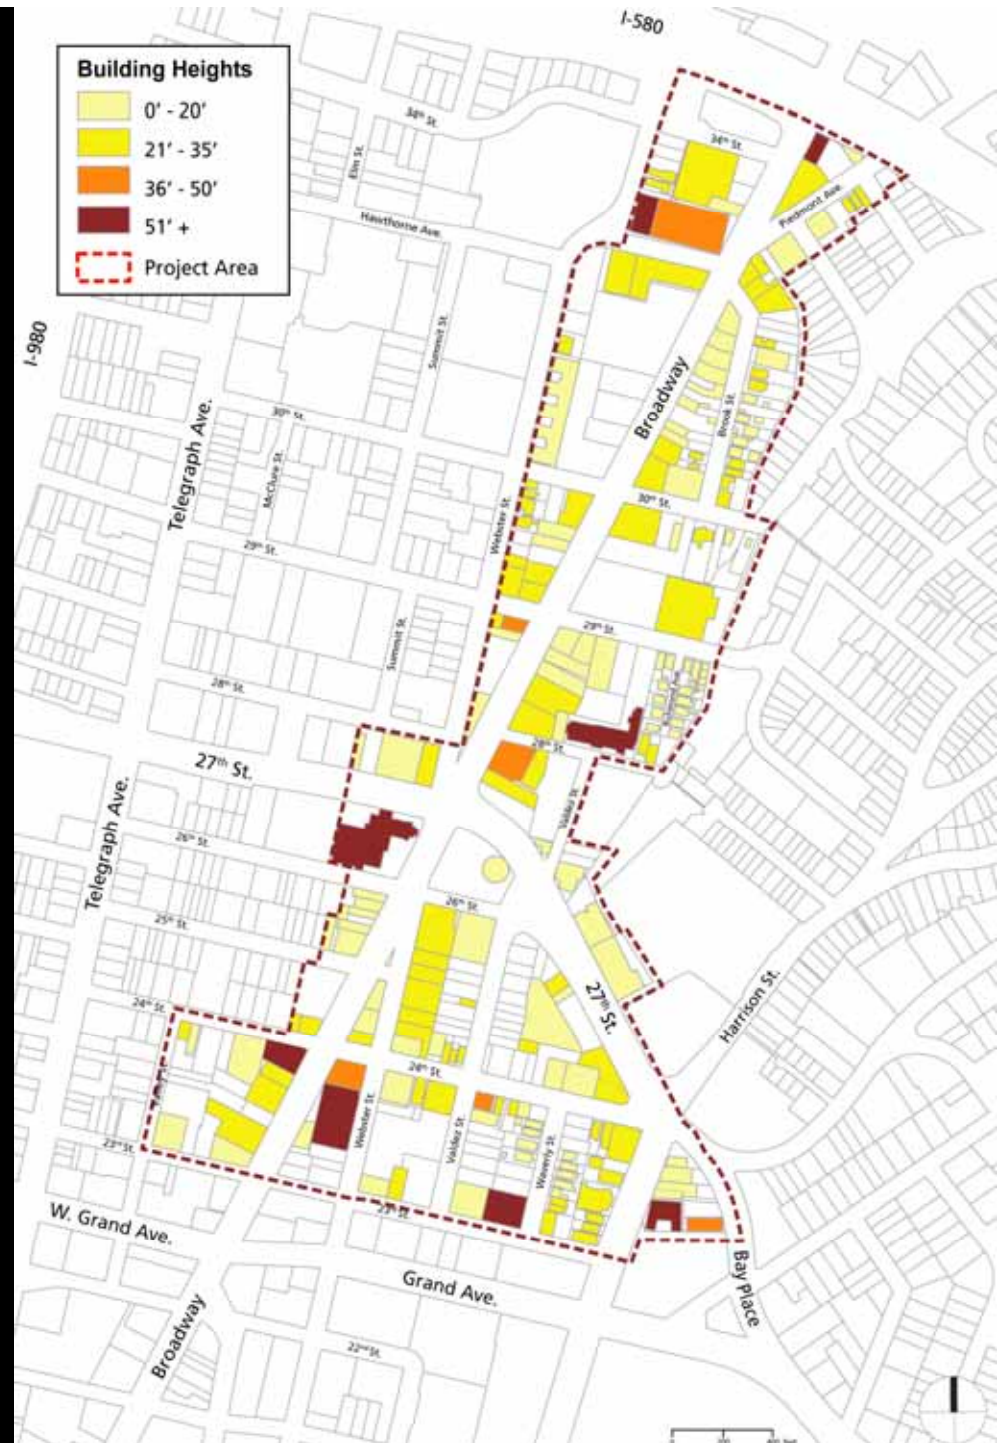 I-580
Building Heights
0' - 20'
21' - 35'
36' - 50'
51' +
Project Area
34th St.
34th St.
Elm St.
Piedmont Ave.
Hawthorne Ave.
I-980
Summit St.
Broadway
Brook St.
Telegraph Ave.
30th St.
McClure St.
30th St.
Webster St.
29th St.
29th St.
Summit St.
28th St.
28th St.
27th St.
Valdez St.
Telegraph Ave.
26th St.
26th St.
25th St.
27th St.
Harrison St.
24th St.
24th St.
Webster St.
Valdez St.
Waverly St.
23rd St.
23rd St.
W. Grand Ave.
Grand Ave.
Bay Place
Broadway
22nd St.